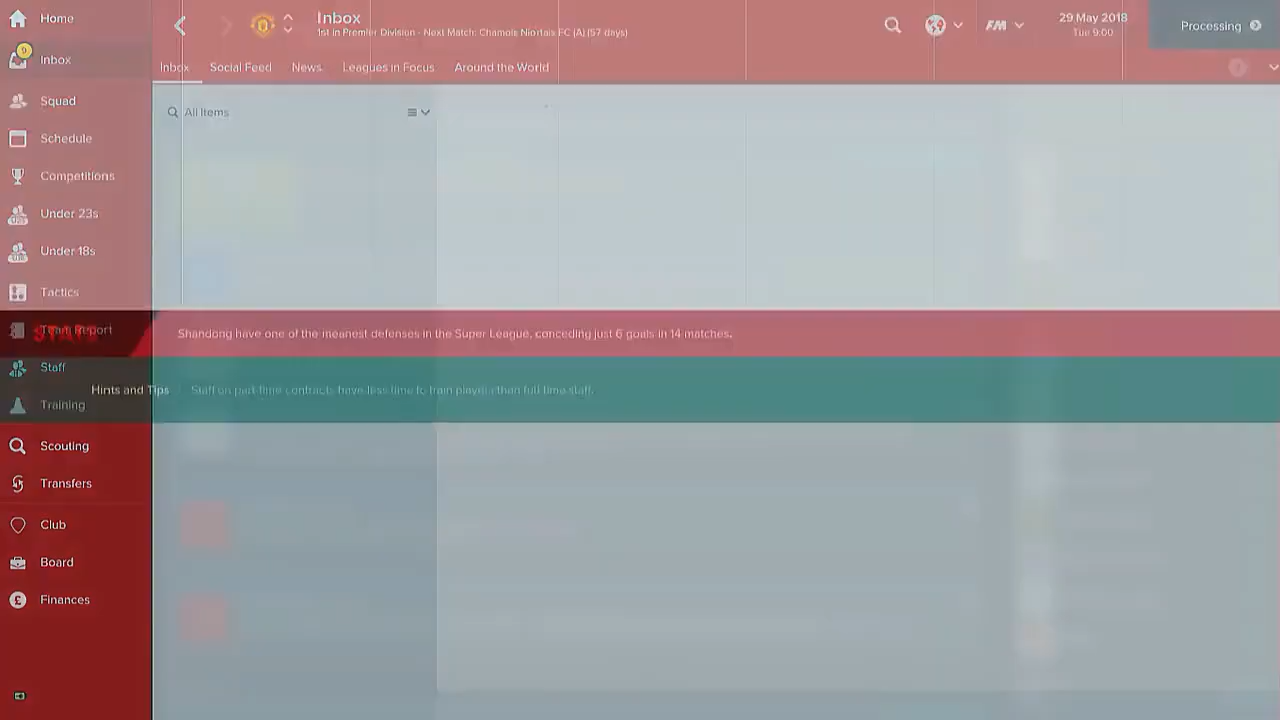 Home
Inbox
Squad
Schedule
Competitions
Under 23s
Under 18s
Tactics
Team Report
Staff
Training
Scouting
Transfers
Club
Board
Finances
Inbox
1st in Premier Division - Next Match: Chamois Niortais FC (A) (57 days)
FM
29 May 2018
Tue 9:00
Processing
Inbox
Social Feed
News
Leagues in Focus
Around the World
All Items
STATS
Shandong have one of the meanest defenses in the Super League, conceding just 6 goals in 14 matches.
Hints and Tips
Staff on part-time contracts have less time to train players than full-time staff.